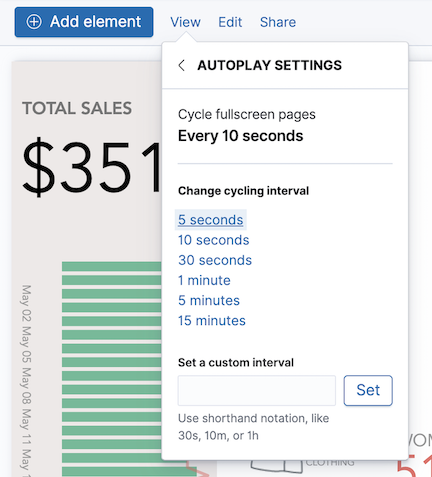 Add element View Edit Share
AUTOPLAY SETTINGS
Cycle fullscreen pages
Every 10 seconds
Change cycling interval
5 seconds
10 seconds
30 seconds
1 minute
5 minutes
15 minutes
Set a custom interval
Set
Use shorthand notation, like
30s, 10m, or 1h
TOTAL SALES
$351
May 02 May 05 May 08 May 11 May 1
CLOTHING